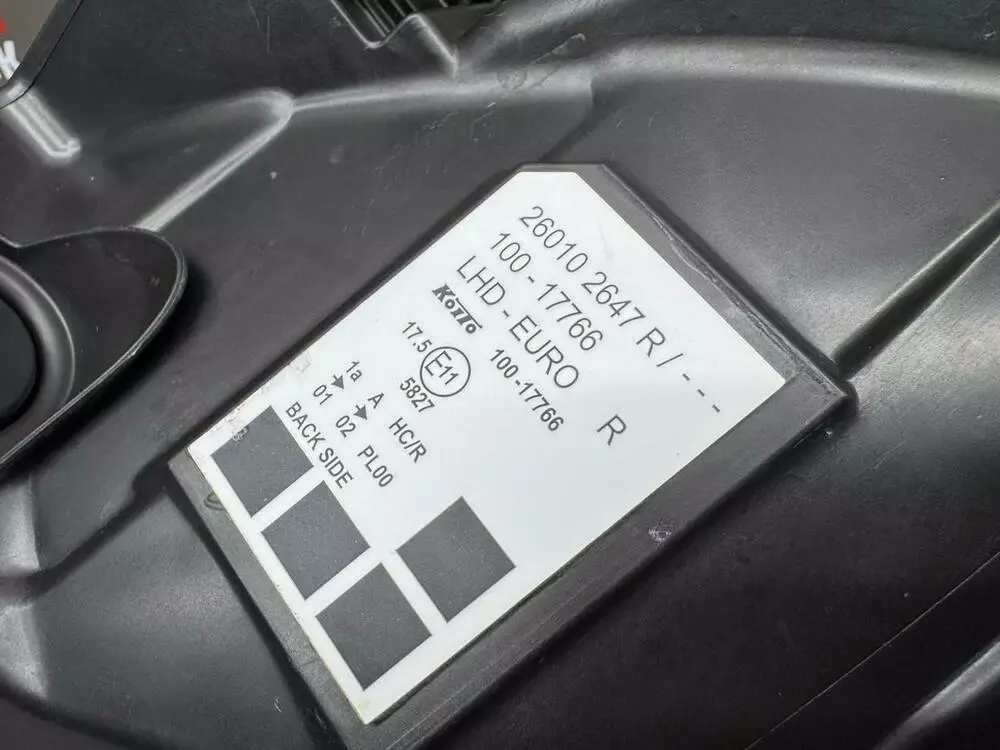 26010 2647 R / - - -
100 - 17766
LHD - EURO R
KOITO 100-17766
17.5 E11
5827
1a A HC/R
01 02 PL00
BACK SIDE